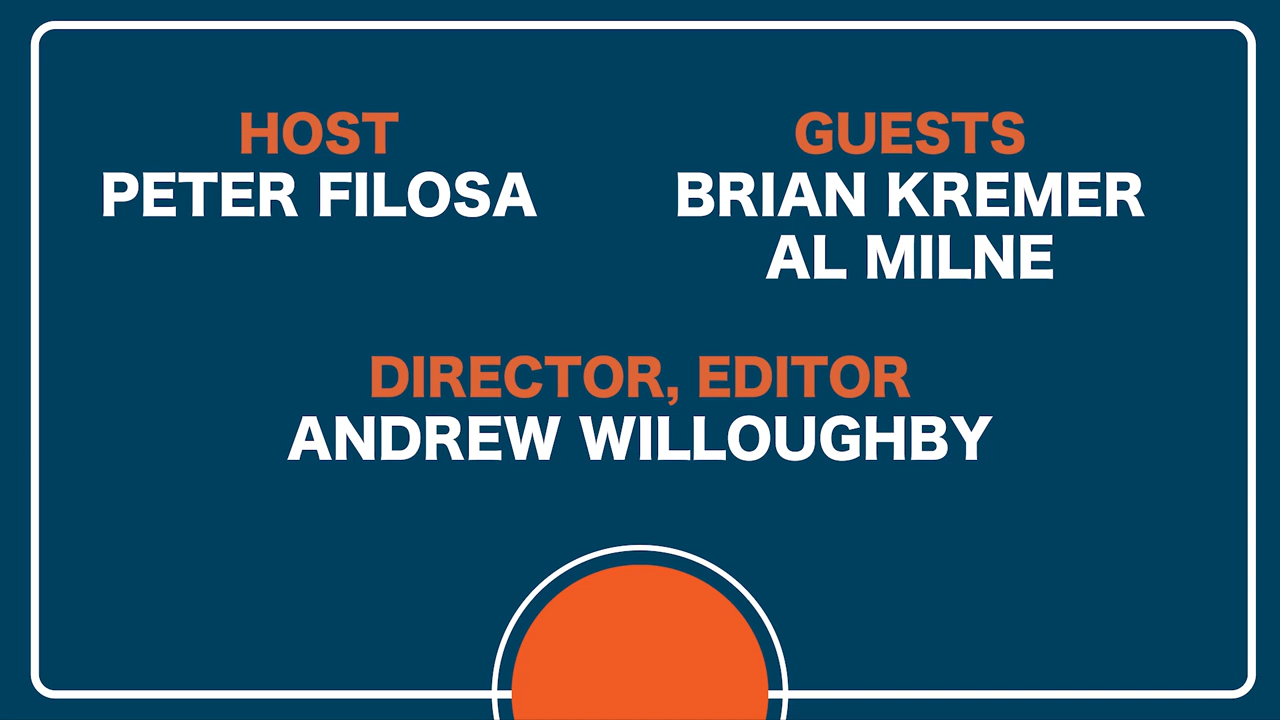 HOST
PETER FILOSA
GUESTS
BRIAN KREMER
AL MILNE
DIRECTOR, EDITOR
ANDREW WILLOUGHBY